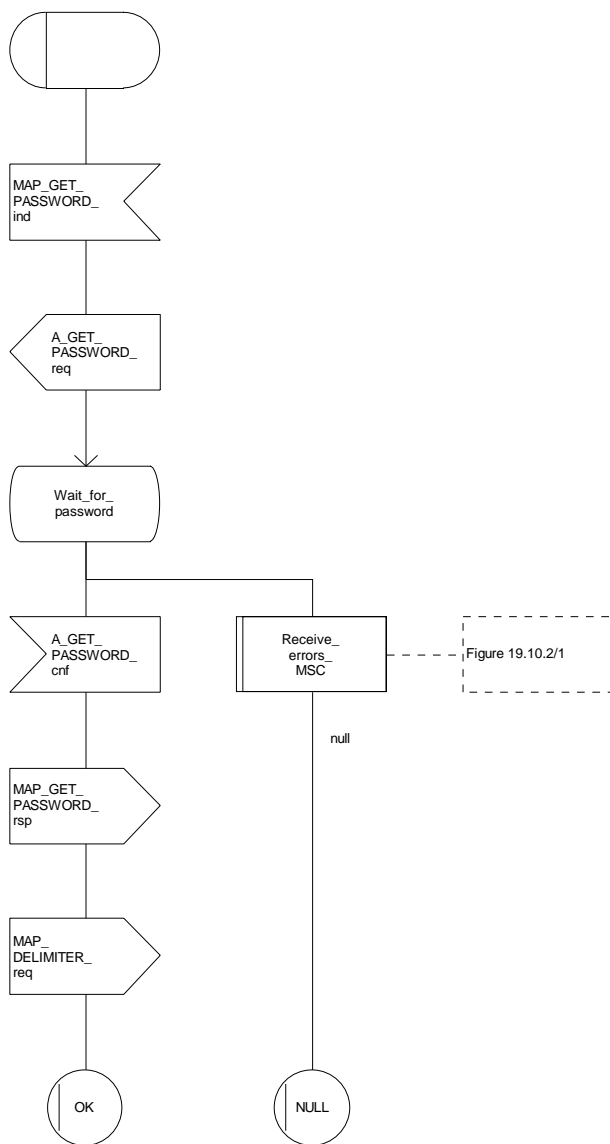 MAP_GET_
PASSWORD_
ind
A_GET_
PASSWORD_
req
Wait_for_
password
A_GET_
PASSWORD_
cnf
Receive_
errors_
MSC
Figure 19.10.2/1
null
MAP_GET_
PASSWORD_
rsp
MAP_
DELIMITER_
req
OK
NULL